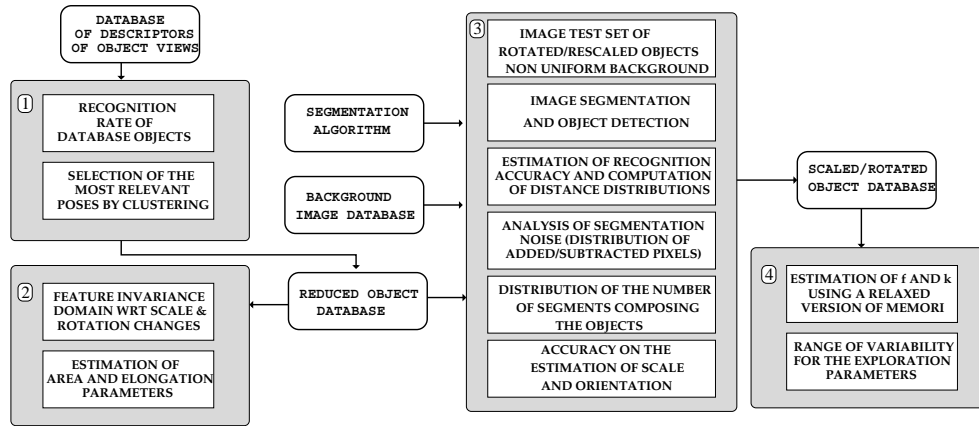 DATABASE
OF DESCRIPTORS
OF OBJECT VIEWS
1
RECOGNITION
RATE OF
DATABASE OBJECTS
SELECTION OF THE
MOST RELEVANT
POSES BY CLUSTERING
2
FEATURE INVARIANCE
DOMAIN WRT SCALE &
ROTATION CHANGES
ESTIMATION OF
AREA AND ELONGATION
PARAMETERS
SEGMENTATION
ALGORITHM
BACKGROUND
IMAGE DATABASE
REDUCED OBJECT
DATABASE
3
IMAGE TEST SET OF
ROTATED/RESCALED OBJECTS
NON UNIFORM BACKGROUND
IMAGE SEGMENTATION
AND OBJECT DETECTION
ESTIMATION OF RECOGNITION
ACCURACY AND COMPUTATION
OF DISTANCE DISTRIBUTIONS
ANALYSIS OF SEGMENTATION
NOISE (DISTRIBUTION OF
ADDED/SUBTRACTED PIXELS)
DISTRIBUTION OF THE NUMBER
OF SEGMENTS COMPOSING
THE OBJECTS
ACCURACY ON THE
ESTIMATION OF SCALE
AND ORIENTATION
SCALED/ROTATED
OBJECT DATABASE
4
ESTIMATION OF f AND k
USING A RELAXED
VERSION OF MEMORI
RANGE OF VARIABILITY
FOR THE EXPLORATION
PARAMETERS